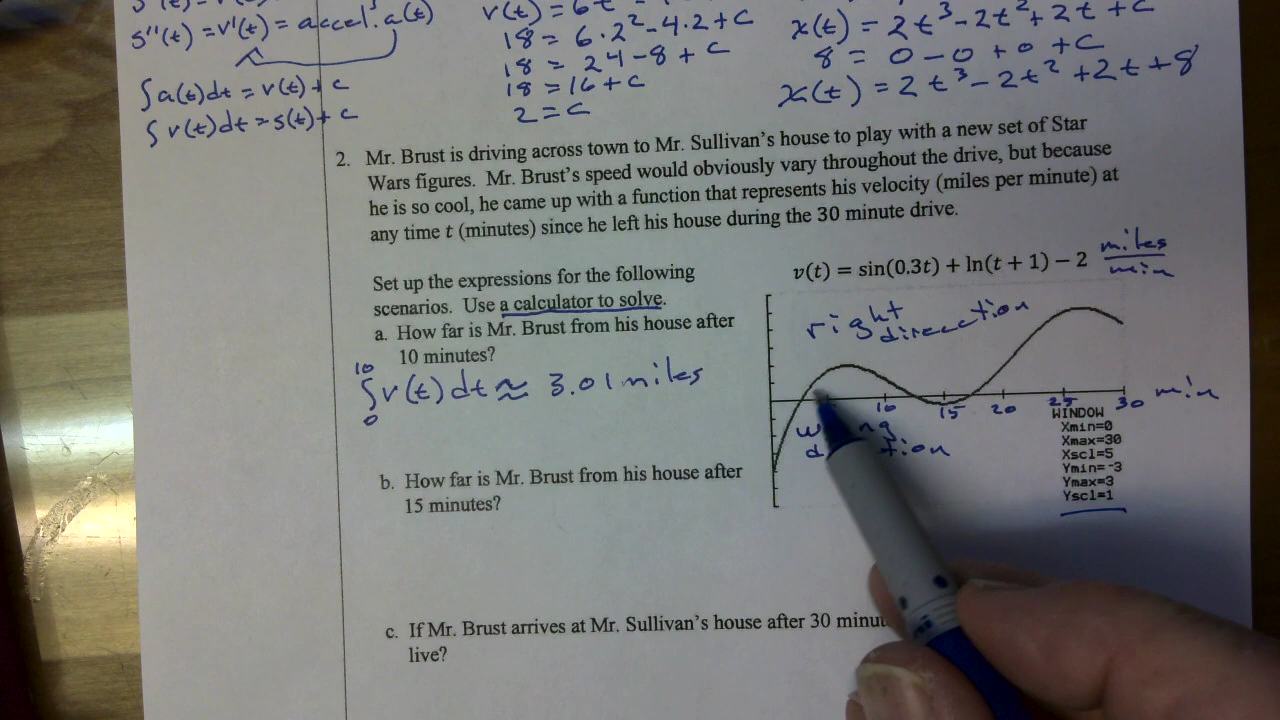 s''(t) = v'(t) = accel. a(t)
∫a(t)dt = v(t) + c
∫v(t)dt = s(t) + c
v(t) = 6t
18 = 6·2²-4·2+c
18 = 24-8+c
18 = 16+c
2 = c
x(t) = 2t³-2t²+2t+c
8 = 0-0+0+c
x(t) = 2t³-2t²+2t+8
2. Mr. Brust is driving across town to Mr. Sullivan's house to play with a new set of Star
Wars figures. Mr. Brust's speed would obviously vary throughout the drive, but because
he is so cool, he came up with a function that represents his velocity (miles per minute) at
any time t (minutes) since he left his house during the 30 minute drive.
Set up the expressions for the following
scenarios. Use a calculator to solve.
v(t) = sin(0.3t) + ln(t + 1) − 2 miles/min
a. How far is Mr. Brust from his house after
10 minutes?
∫₀¹⁰ v(t)dt ≈ 3.01 miles
right
direction
10 15 20 25 30 min
WINDOW
Xmin=0
Xmax=30
Xscl=5
Ymin=-3
Ymax=3
Yscl=1
b. How far is Mr. Brust from his house after
15 minutes?
c. If Mr. Brust arrives at Mr. Sullivan's house after 30
live?